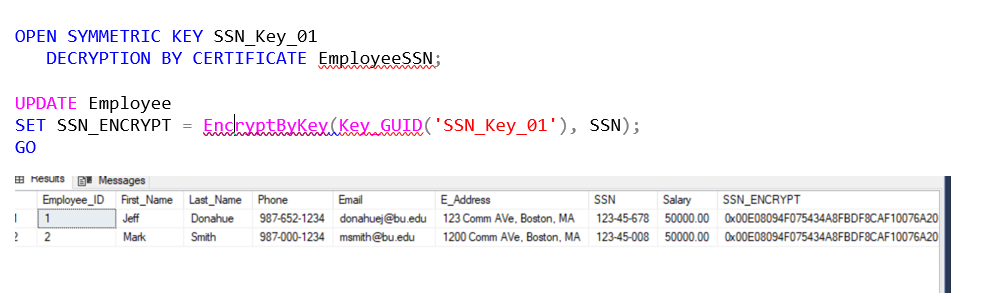 OPEN SYMMETRIC KEY SSN_Key_01
DECRYPTION BY CERTIFICATE EmployeeSSN;
UPDATE Employee
SET SSN_ENCRYPT = EncryptByKey(Key_GUID('SSN_Key_01'), SSN);
GO
Results Messages
Employee_ID First_Name Last_Name Phone Email E_Address SSN Salary SSN_ENCRYPT
1 1 Jeff Donahue 987-652-1234 donahuej@bu.edu 123 Comm AVe, Boston, MA 123-45-678 50000.00 0x00E08094F075434A8FBDF8CAF10076A20
2 2 Mark Smith 987-000-1234 msmith@bu.edu 1200 Comm AVe, Boston, MA 123-45-008 50000.00 0x00E08094F075434A8FBDF8CAF10076A20